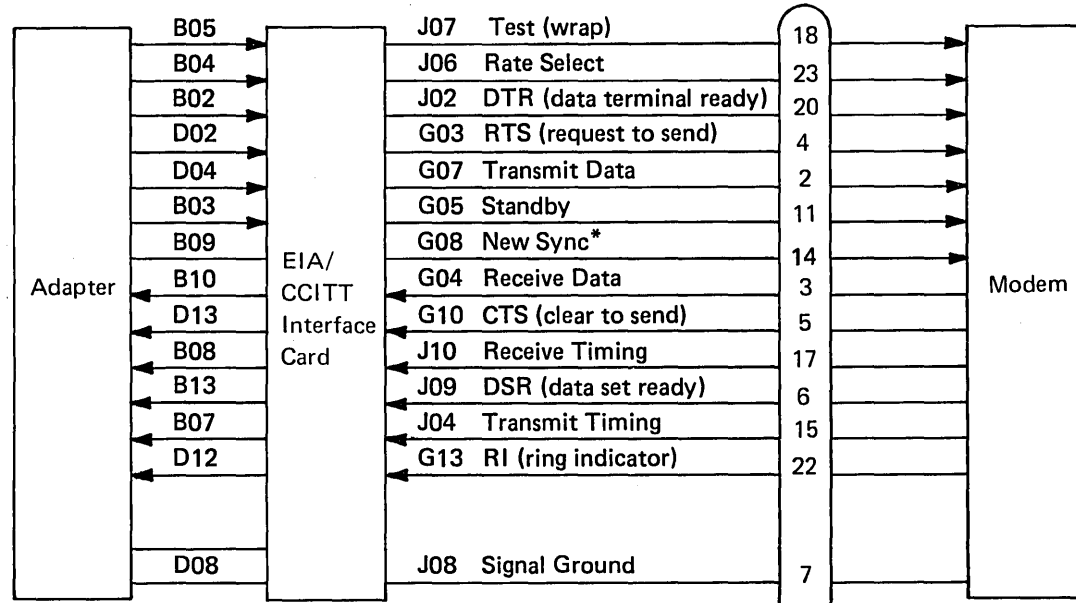 B05 J07 Test (wrap) 18
B04 J06 Rate Select 23
B02 J02 DTR (data terminal ready) 20
D02 G03 RTS (request to send) 4
D04 G07 Transmit Data 2
B03 G05 Standby 11
B09 G08 New Sync* 14
Adapter
EIA/
CCITT
Interface
Card
Modem
B10 G04 Receive Data 3
D13 G10 CTS (clear to send) 5
B08 J10 Receive Timing 17
B13 J09 DSR (data set ready) 6
B07 J04 Transmit Timing 15
D12 G13 RI (ring indicator) 22
D08 J08 Signal Ground 7